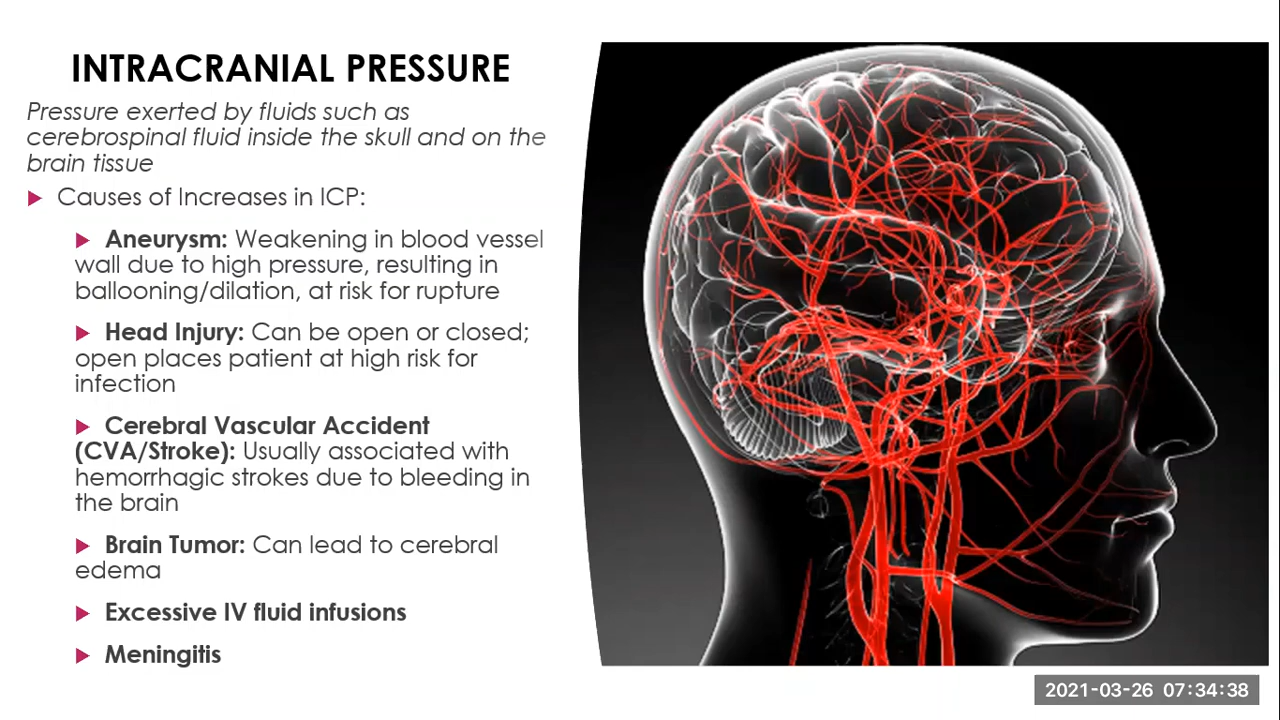 INTRACRANIAL PRESSURE
Pressure exerted by fluids such as
cerebrospinal fluid inside the skull and on the
brain tissue
Causes of Increases in ICP:
Aneurysm: Weakening in blood vessel
wall due to high pressure, resulting in
ballooning/dilation, at risk for rupture
Head Injury: Can be open or closed;
open places patient at high risk for
infection
Cerebral Vascular Accident
(CVA/Stroke): Usually associated with
hemorrhagic strokes due to bleeding in
the brain
Brain Tumor: Can lead to cerebral
edema
Excessive IV fluid infusions
Meningitis
2021-03-26 07:34:38